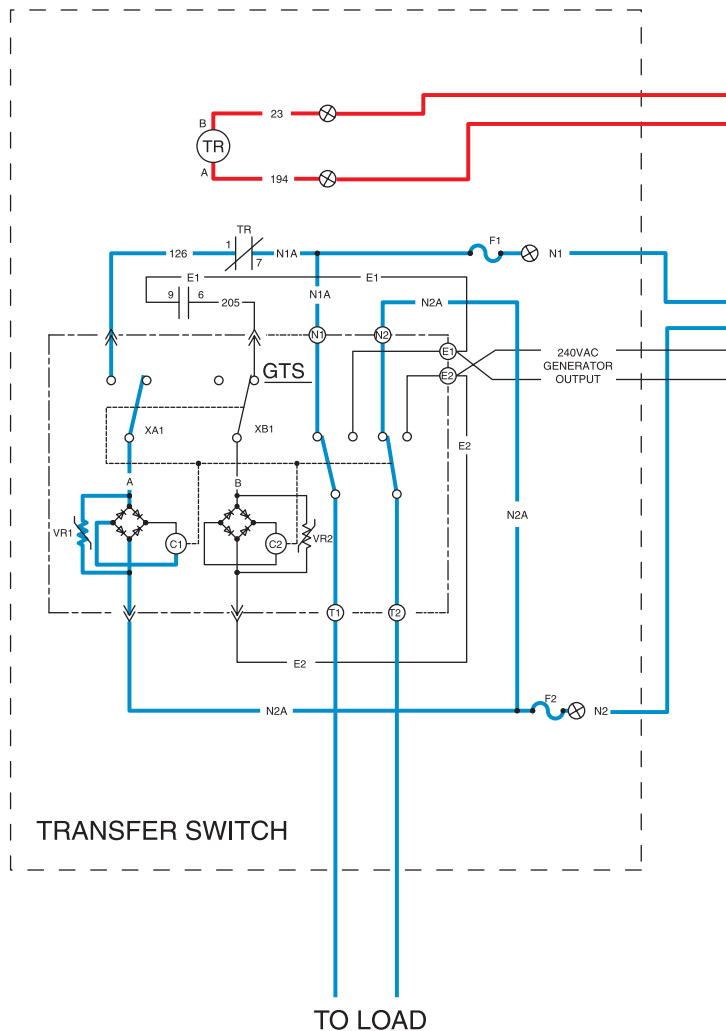 23
B
TR
A
194
TR
F1
126
1
7
N1A
N1
E1
E1
9
6
205
N1A
N2A
N1
N2
E1
240VAC
GENERATOR
OUTPUT
GTS
E2
XA1
XB1
E2
A
B
N2A
VR1
C1
C2
VR2
T1
T2
E2
F2
N2A
N2
TRANSFER SWITCH
TO LOAD